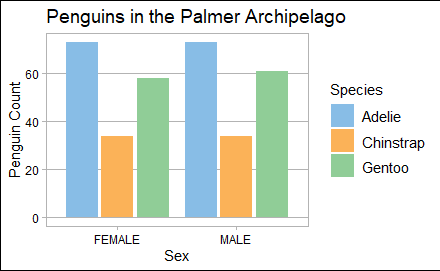 Penguins in the Palmer Archipelago
Penguin Count
60
40
20
0
FEMALE MALE
Sex
Species
Adelie
Chinstrap
Gentoo